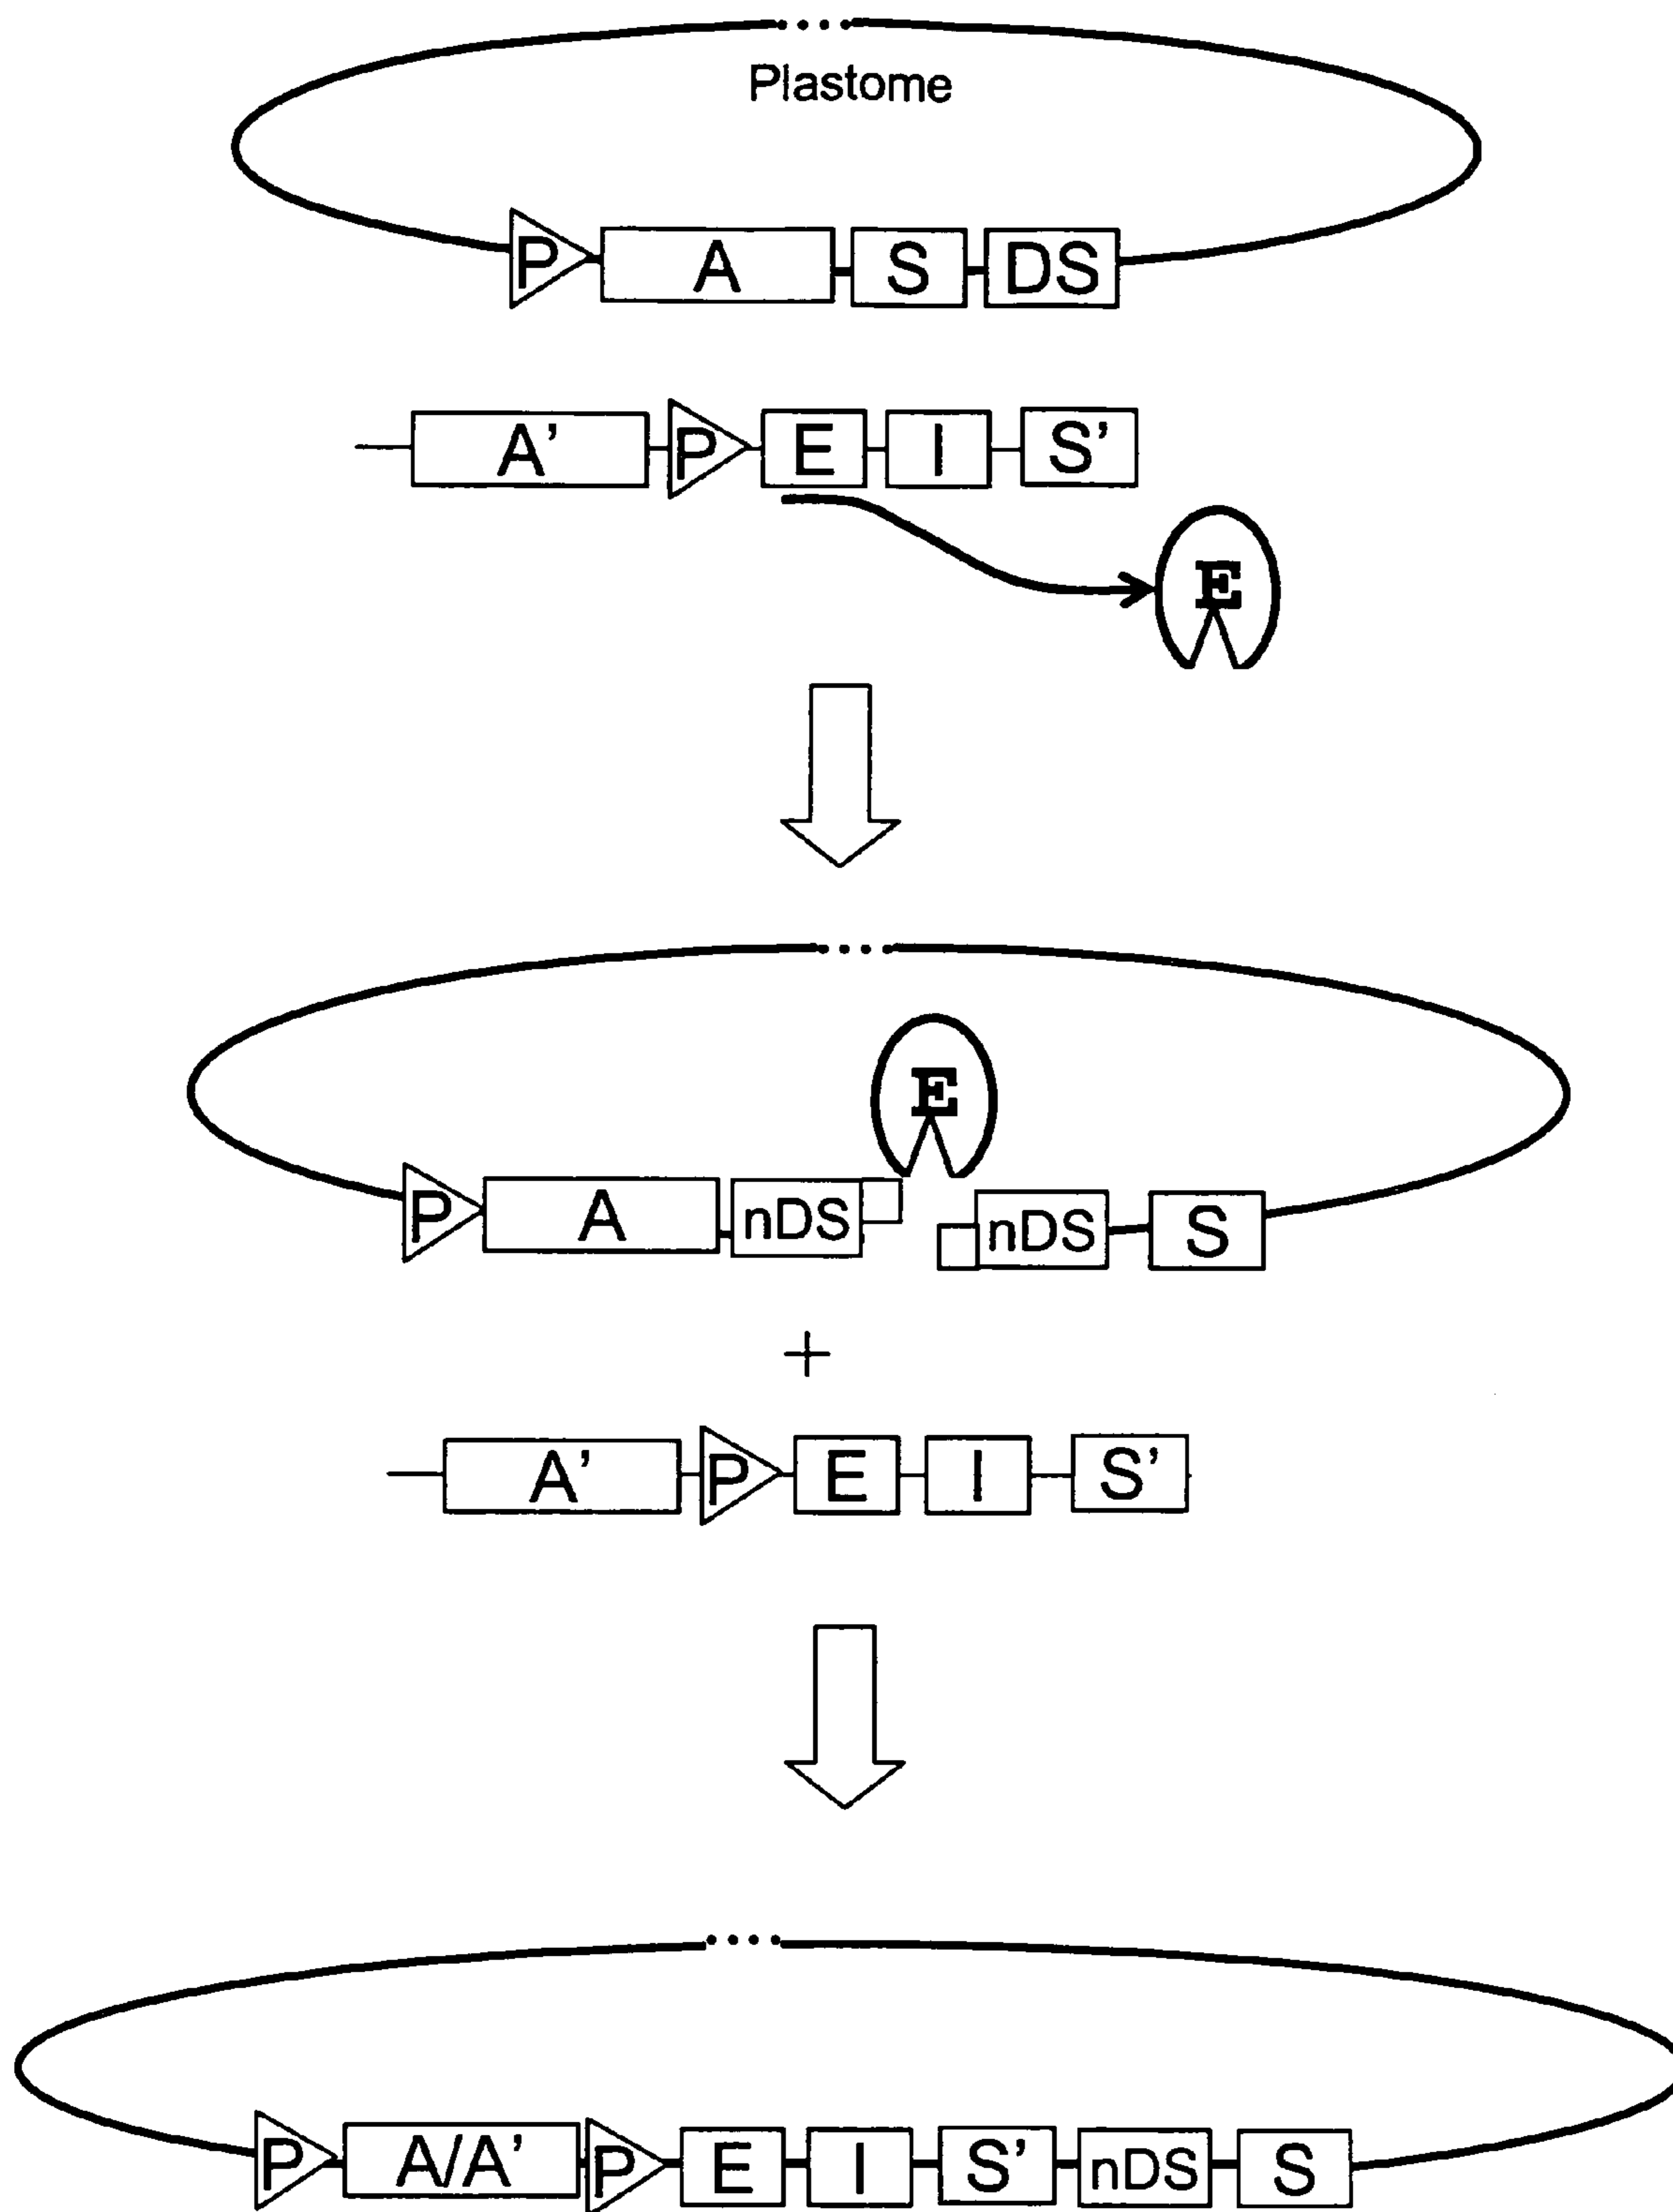 Plastome
P A S DS
A' P E I S'
E
E
P A nDS nDS S
+
A' P E I S'
P A/A' P E I S' nDS S